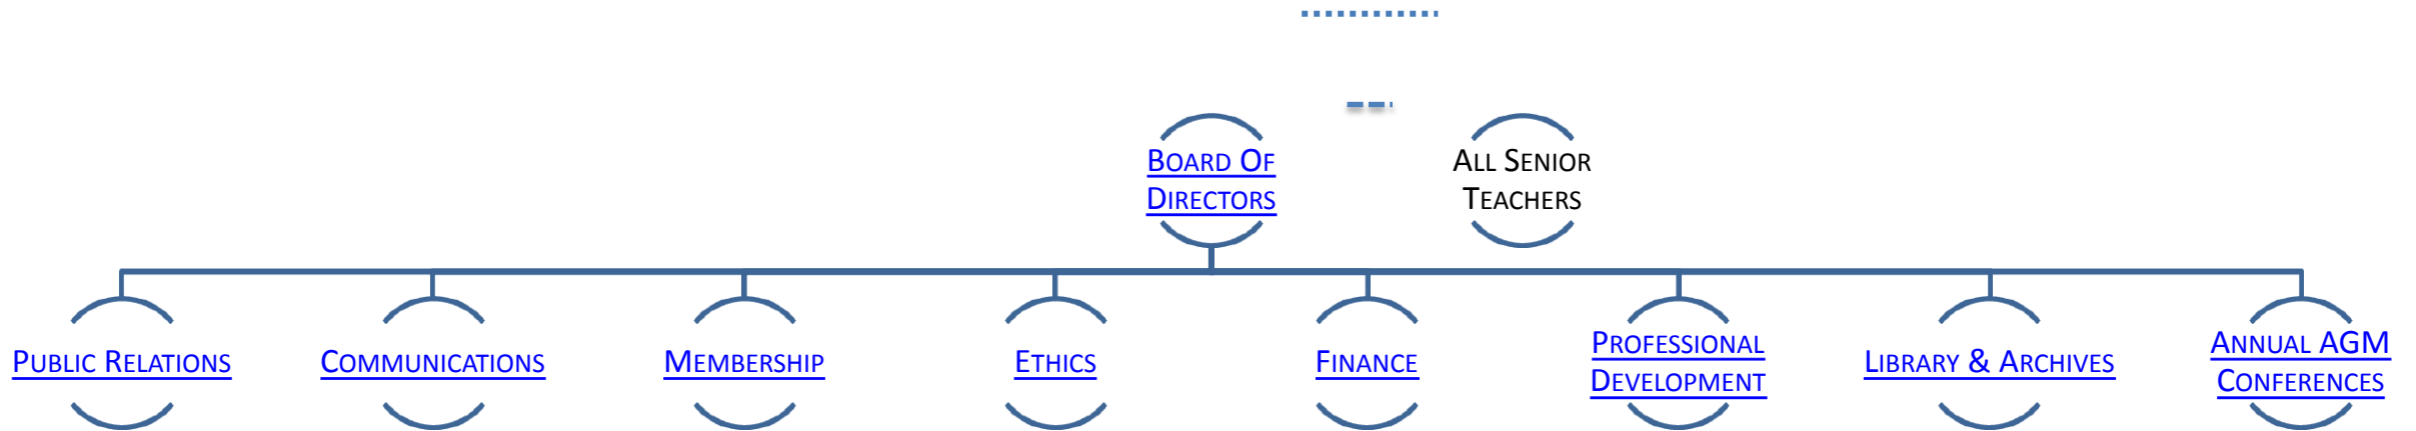 BOARD OF
DIRECTORS
ALL SENIOR
TEACHERS
PUBLIC RELATIONS
COMMUNICATIONS
MEMBERSHIP
ETHICS
FINANCE
PROFESSIONAL
DEVELOPMENT
LIBRARY & ARCHIVES
ANNUAL AGM
CONFERENCES